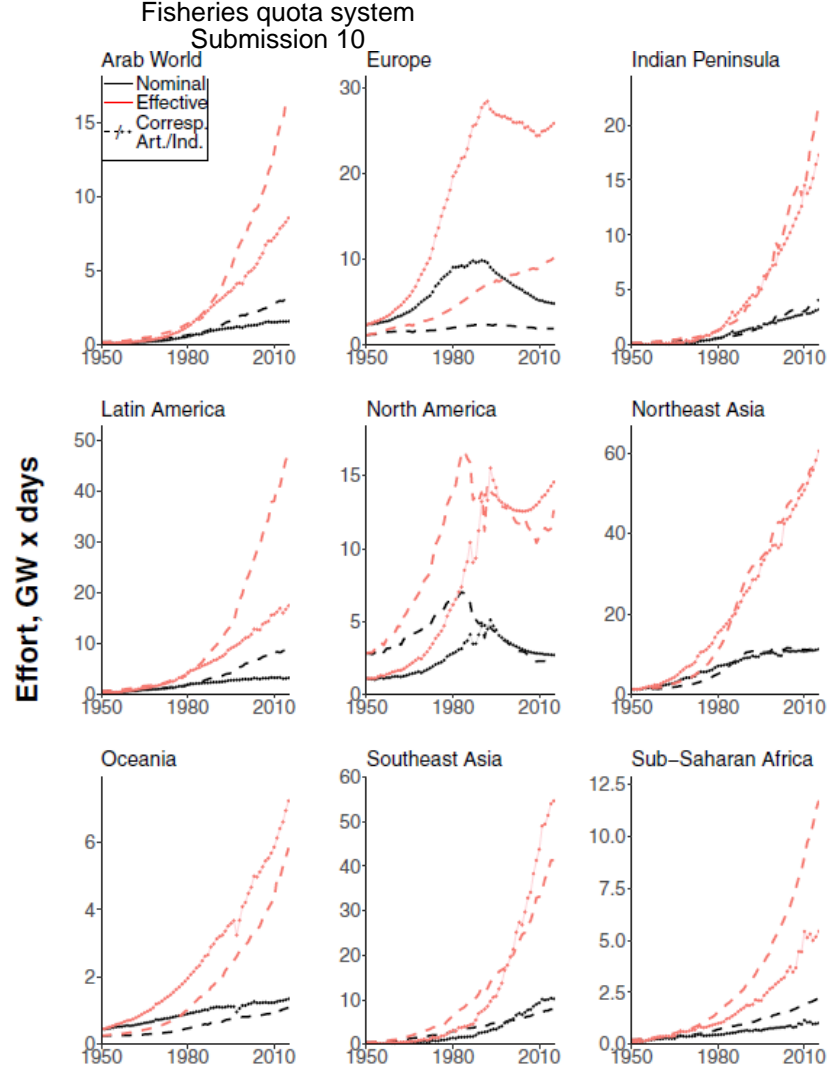 Fisheries quota system
Submission 10
Arab World
Europe
Indian Peninsula
Nominal
Effective
Corresp.
Art./Ind.
15
10
5
0
1950 1980 2010
30
20
10
0
1950 1980 2010
20
15
10
5
0
1950 1980 2010
Effort, GW x days
Latin America
North America
Northeast Asia
50
40
30
20
10
0
1950 1980 2010
15
10
5
0
1950 1980 2010
60
40
20
0
1950 1980 2010
Oceania
Southeast Asia
Sub−Saharan Africa
6
4
2
0
1950 1980 2010
60
50
40
30
20
10
0
1950 1980 2010
12.5
10.0
7.5
5.0
2.5
0.0
1950 1980 2010